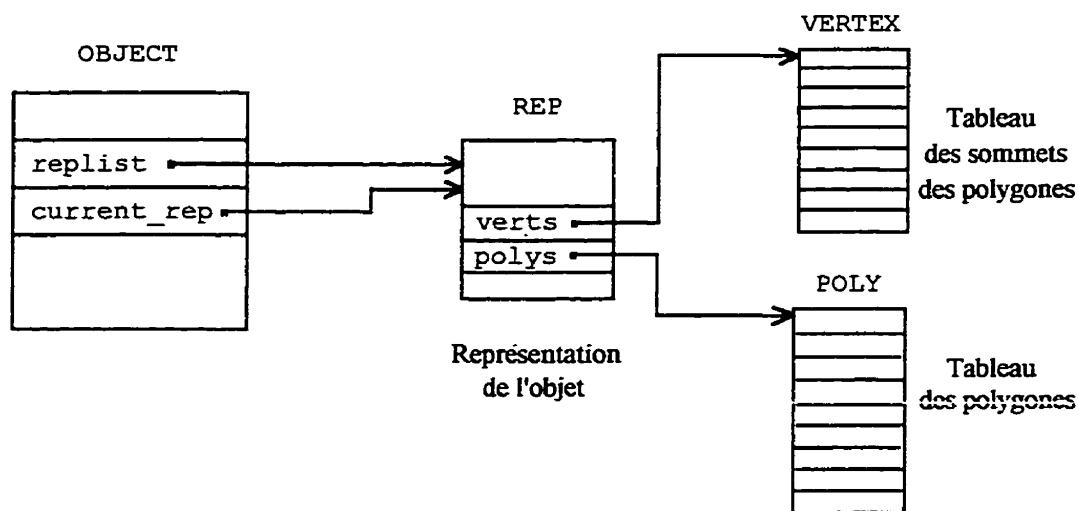 OBJECT
replist
current_rep
REP
verts
polys
Représentation
de l'objet
VERTEX
Tableau
des sommets
des polygones
POLY
Tableau
des polygones